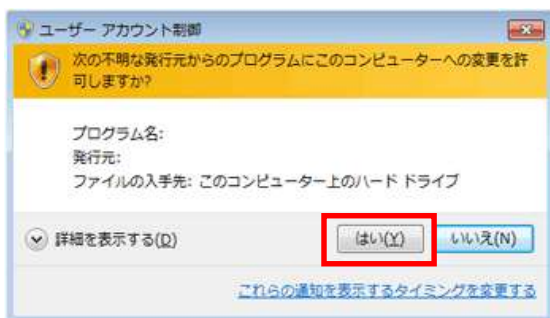 ユーザー アカウント制御
次の不明な発行元からのプログラムにこのコンピューターへの変更を許
可しますか?
プログラム名:
発行元:
ファイルの入手先: このコンピューター上のハード ドライブ
詳細を表示する(D)
はい(Y)
いいえ(N)
これらの通知を表示するタイミングを変更する